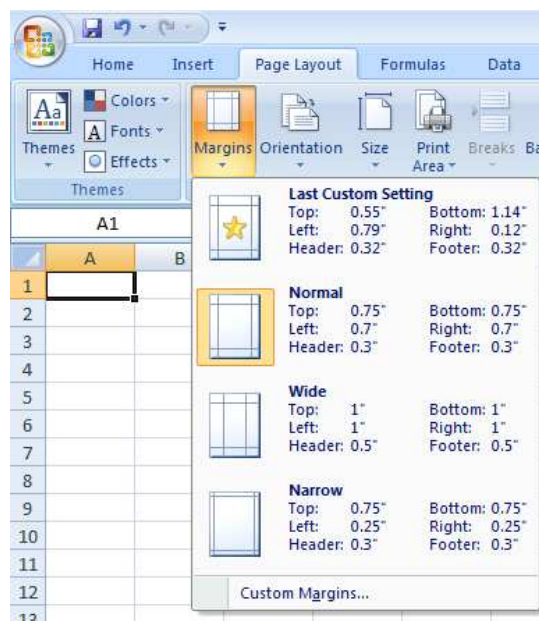 Home Insert Page Layout Formulas Data
Aa Colors
A Fonts
Themes Effects Margins Orientation Size Print Area Breaks
Themes
A1
A B
1
2
3
4
5
6
7
8
9
10
11
12
13
Last Custom Setting
Top: 0.55" Bottom: 1.14"
Left: 0.79" Right: 0.12"
Header: 0.32" Footer: 0.32"
Normal
Top: 0.75" Bottom: 0.75"
Left: 0.7" Right: 0.7"
Header: 0.3" Footer: 0.3"
Wide
Top: 1" Bottom: 1"
Left: 1" Right: 1"
Header: 0.5" Footer: 0.5"
Narrow
Top: 0.75" Bottom: 0.75"
Left: 0.25" Right: 0.25"
Header: 0.3" Footer: 0.3"
Custom Margins...